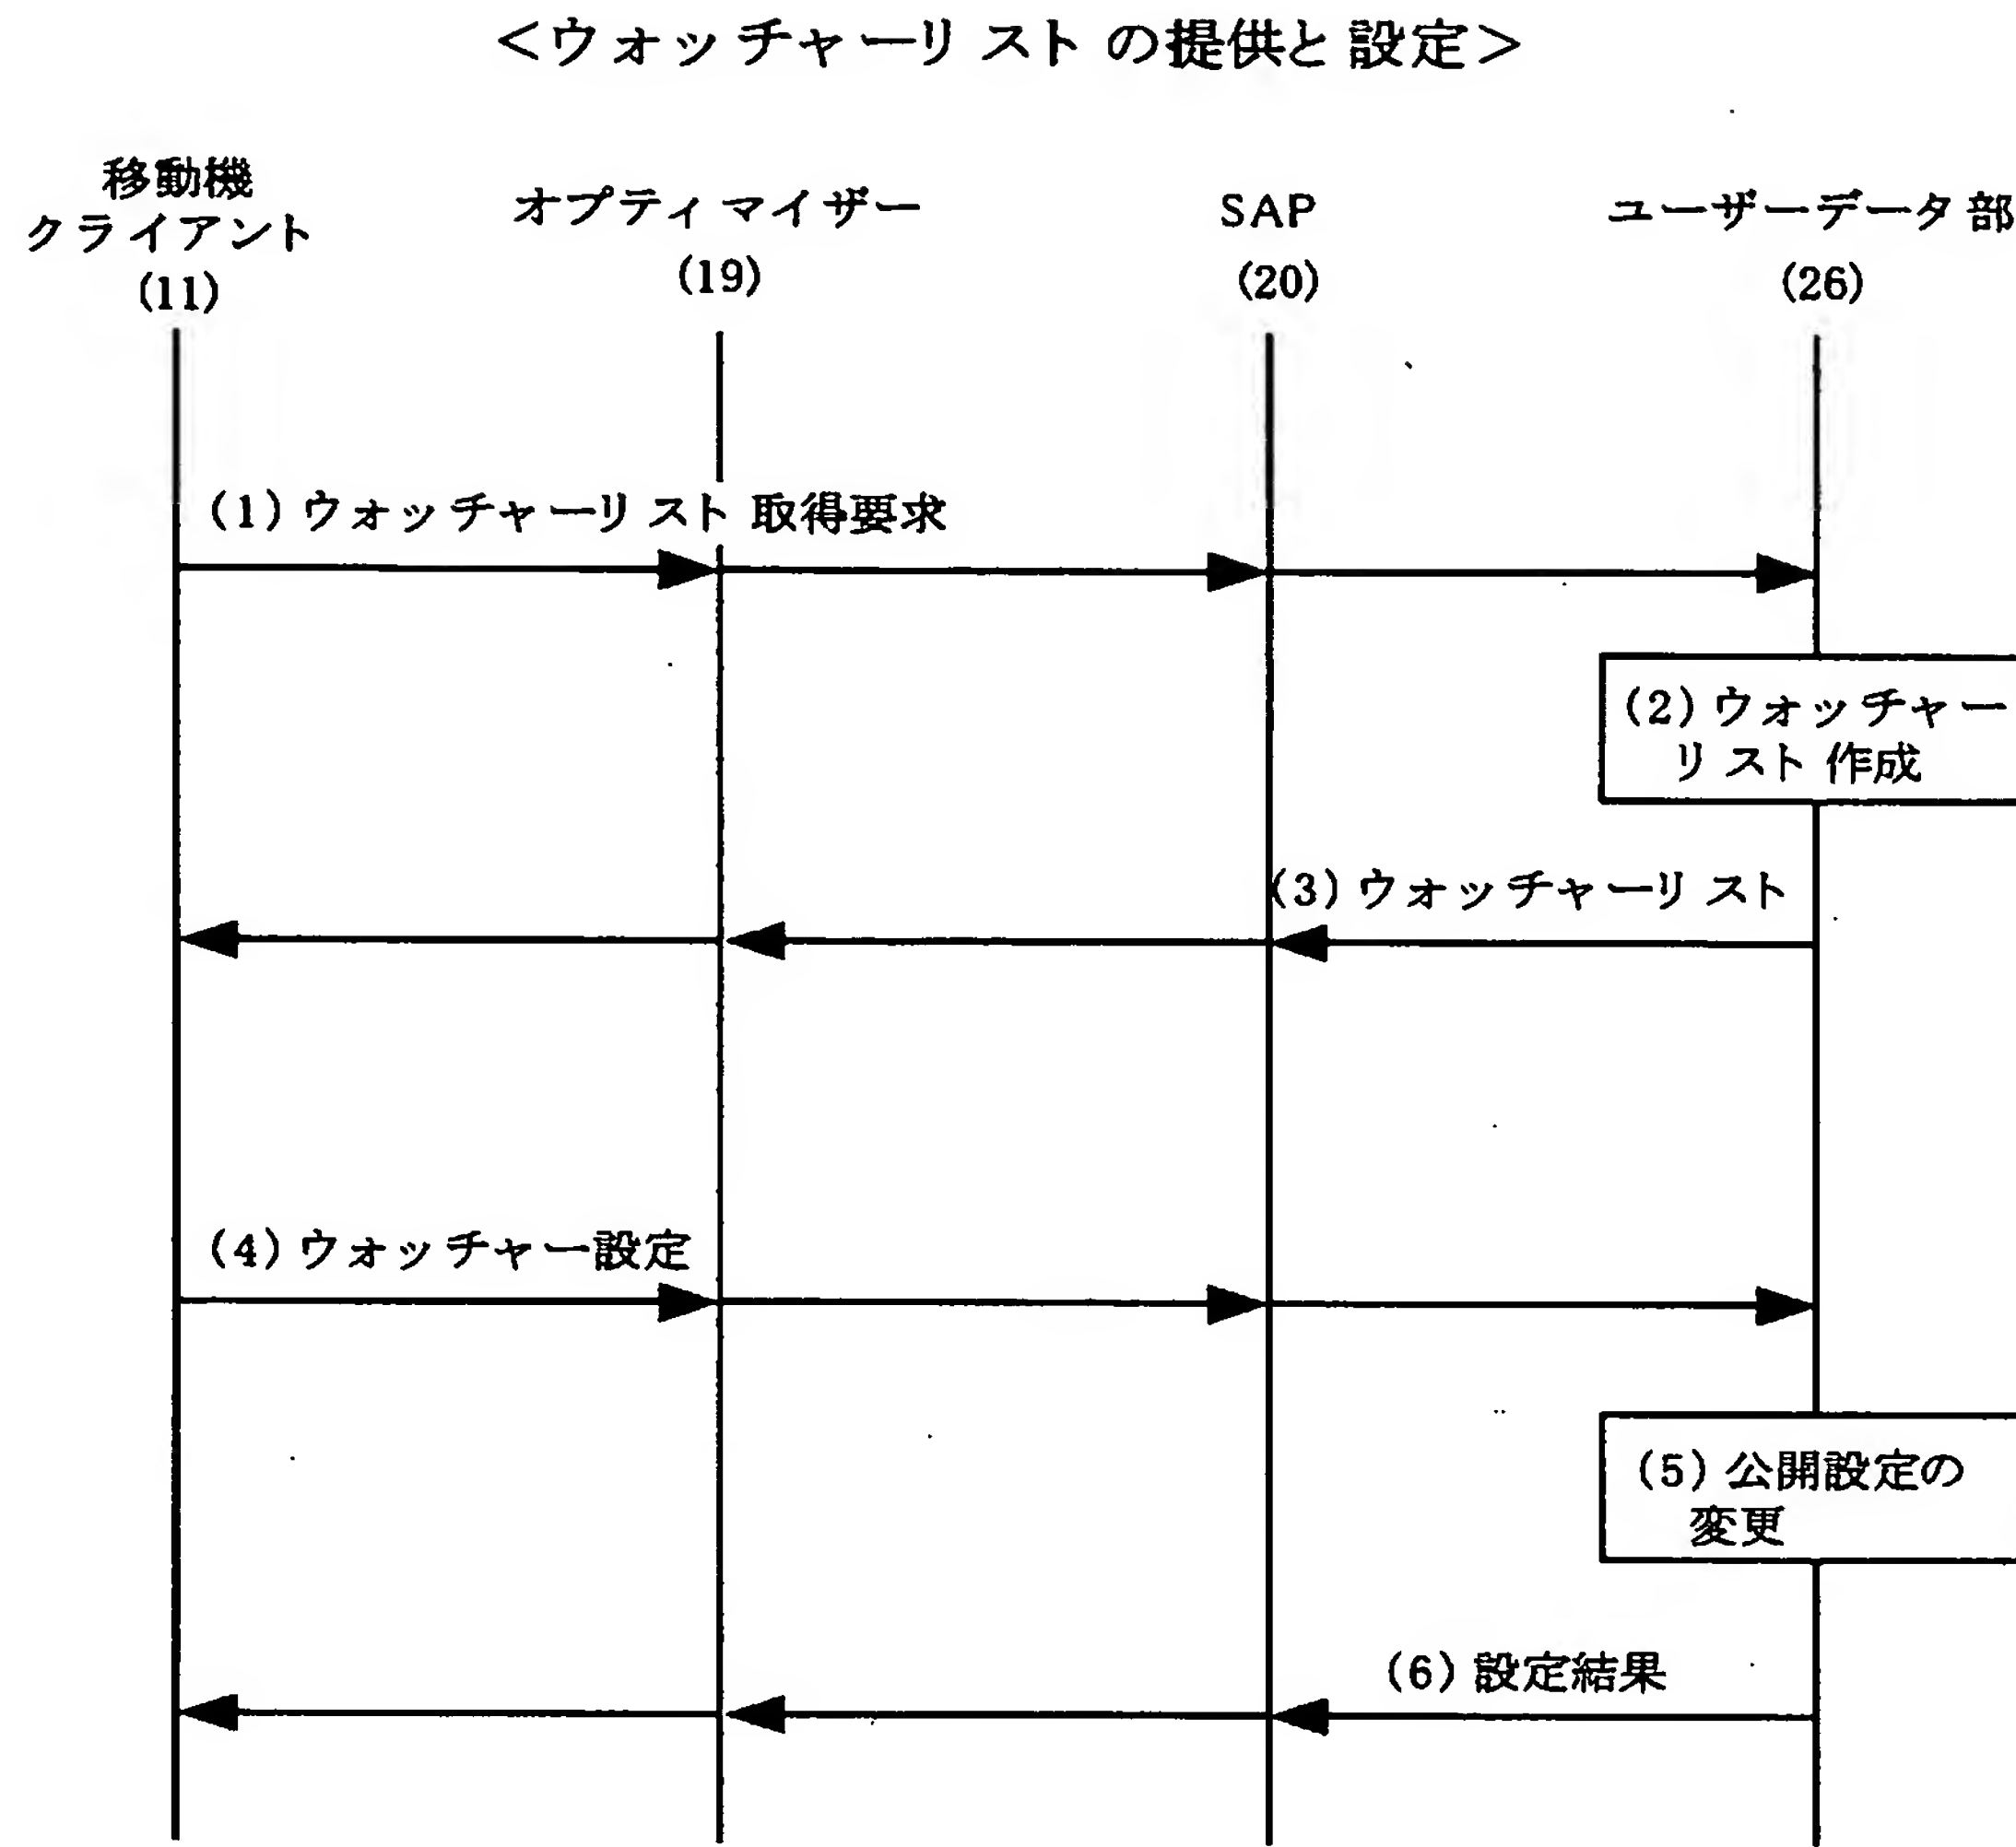 ＜ウォッチャーリストの提供と設定＞
移動機
クライアント
(11)
オプティマイザー
(19)
SAP
(20)
ユーザーデータ部
(26)
(1)ウォッチャーリスト取得要求
(2)ウォッチャー
リスト作成
(3)ウォッチャーリスト
(4)ウォッチャー設定
(5)公開設定の
変更
(6)設定結果